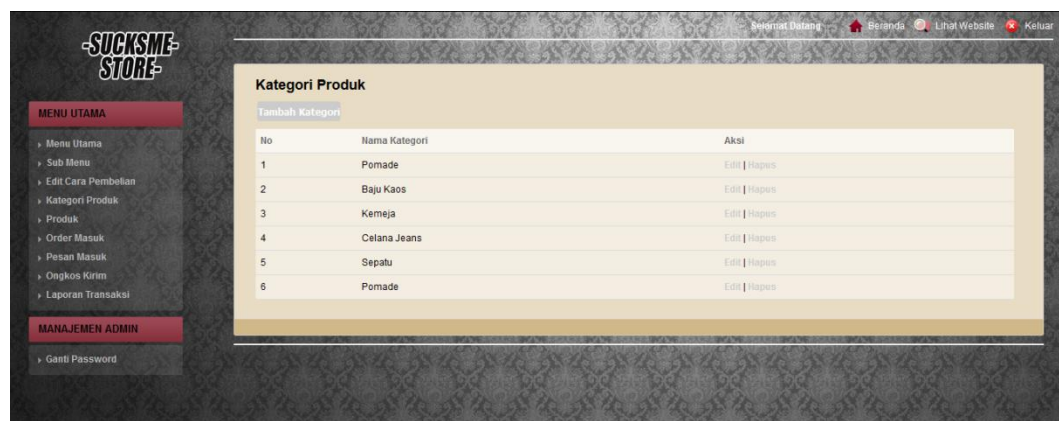 -SUCKSME-
STORE-
Selamat Datang
Beranda
Lihat Website
Keluar
MENU UTAMA
Menu Utama
Sub Menu
Edit Cara Pembelian
Kategori Produk
Produk
Order Masuk
Pesan Masuk
Ongkos Kirim
Laporan Transaksi
MANAJEMEN ADMIN
Ganti Password
Kategori Produk
Tambah Kategori
No Nama Kategori Aksi
1 Pomade Edit | Hapus
2 Baju Kaos Edit | Hapus
3 Kemeja Edit | Hapus
4 Celana Jeans Edit | Hapus
5 Sepatu Edit | Hapus
6 Pomade Edit | Hapus